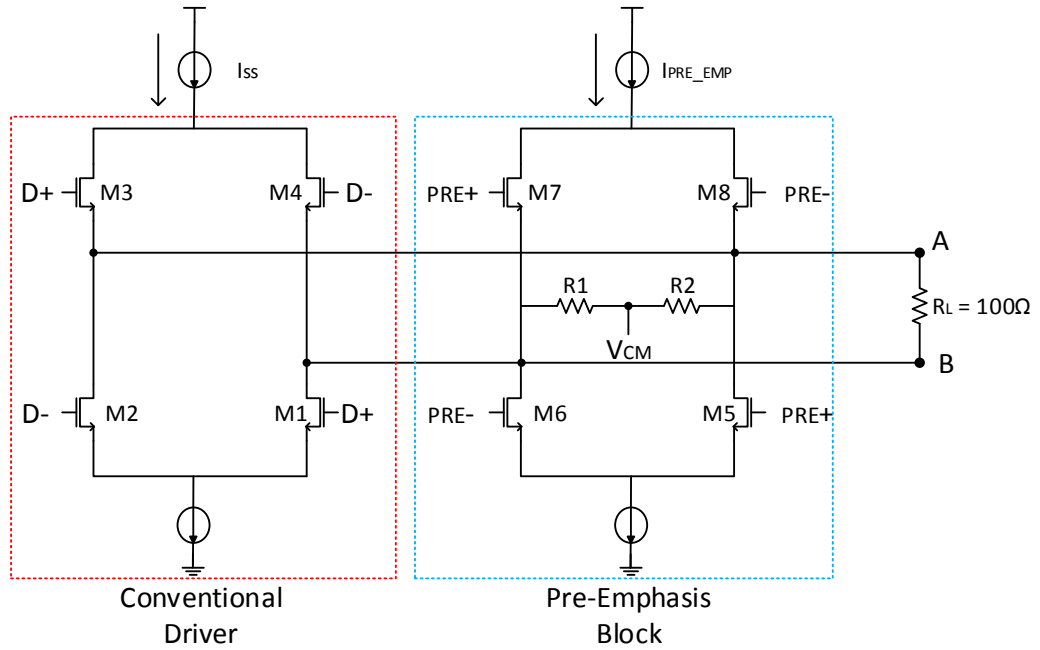 ISS
IPRE_EMP
D+
M3
M4
D-
PRE+
M7
M8
PRE-
A
R1
R2
RL = 100Ω
VCM
B
D-
M2
M1
D+
PRE-
M6
M5
PRE+
Conventional
Driver
Pre-Emphasis
Block